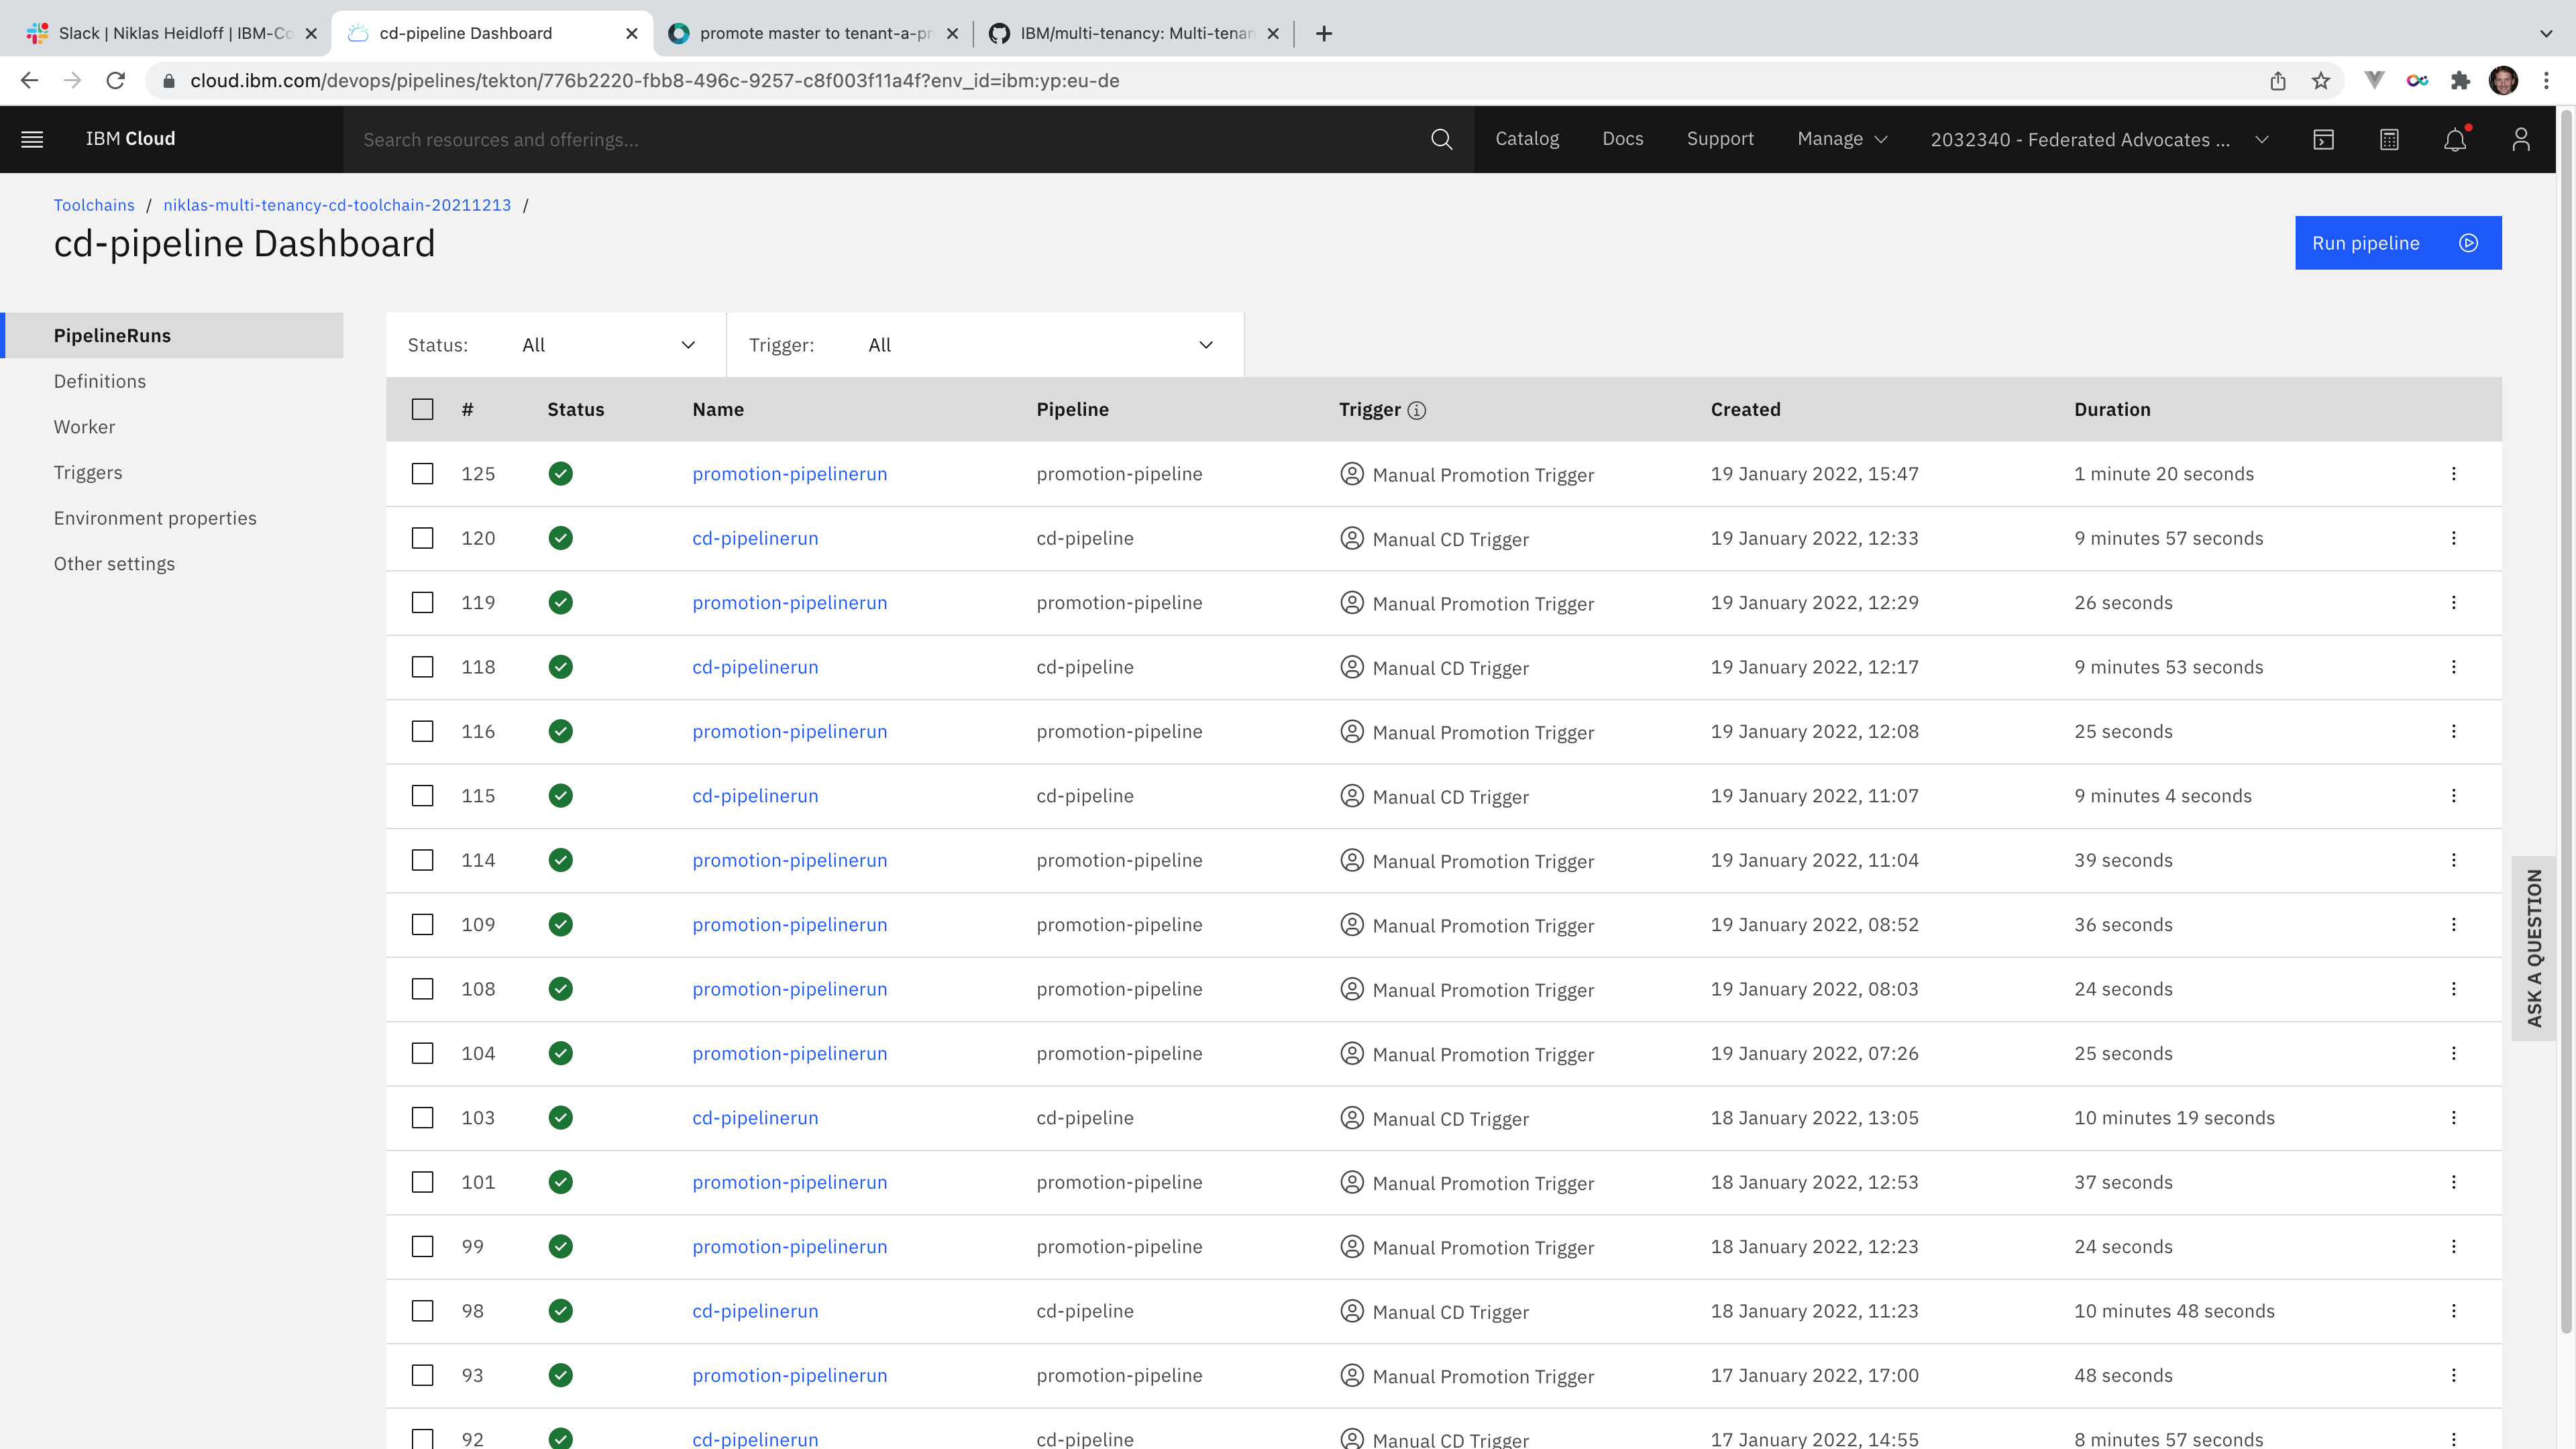 Slack | Niklas Heidloff | IBM-Co
cd-pipeline Dashboard
promote master to tenant-a-pr
IBM/multi-tenancy: Multi-tenan
cloud.ibm.com/devops/pipelines/tekton/776b2220-fbb8-496c-9257-c8f003f11a4f?env_id=ibm:yp:eu-de
IBM Cloud
Search resources and offerings...
Catalog
Docs
Support
Manage
2032340 - Federated Advocates ...
Toolchains / niklas-multi-tenancy-cd-toolchain-20211213 /
cd-pipeline Dashboard
Run pipeline
PipelineRuns
Definitions
Worker
Triggers
Environment properties
Other settings
Status: All
Trigger: All
# Status Name Pipeline Trigger Created Duration
125 promotion-pipelinerun promotion-pipeline Manual Promotion Trigger 19 January 2022, 15:47 1 minute 20 seconds
120 cd-pipelinerun cd-pipeline Manual CD Trigger 19 January 2022, 12:33 9 minutes 57 seconds
119 promotion-pipelinerun promotion-pipeline Manual Promotion Trigger 19 January 2022, 12:29 26 seconds
118 cd-pipelinerun cd-pipeline Manual CD Trigger 19 January 2022, 12:17 9 minutes 53 seconds
116 promotion-pipelinerun promotion-pipeline Manual Promotion Trigger 19 January 2022, 12:08 25 seconds
115 cd-pipelinerun cd-pipeline Manual CD Trigger 19 January 2022, 11:07 9 minutes 4 seconds
114 promotion-pipelinerun promotion-pipeline Manual Promotion Trigger 19 January 2022, 11:04 39 seconds
109 promotion-pipelinerun promotion-pipeline Manual Promotion Trigger 19 January 2022, 08:52 36 seconds
108 promotion-pipelinerun promotion-pipeline Manual Promotion Trigger 19 January 2022, 08:03 24 seconds
104 promotion-pipelinerun promotion-pipeline Manual Promotion Trigger 19 January 2022, 07:26 25 seconds
103 cd-pipelinerun cd-pipeline Manual CD Trigger 18 January 2022, 13:05 10 minutes 19 seconds
101 promotion-pipelinerun promotion-pipeline Manual Promotion Trigger 18 January 2022, 12:53 37 seconds
99 promotion-pipelinerun promotion-pipeline Manual Promotion Trigger 18 January 2022, 12:23 24 seconds
98 cd-pipelinerun cd-pipeline Manual CD Trigger 18 January 2022, 11:23 10 minutes 48 seconds
93 promotion-pipelinerun promotion-pipeline Manual Promotion Trigger 17 January 2022, 17:00 48 seconds
92 cd-pipelinerun cd-pipeline Manual CD Trigger 17 January 2022, 14:55 8 minutes 57 seconds
ASK A QUESTION